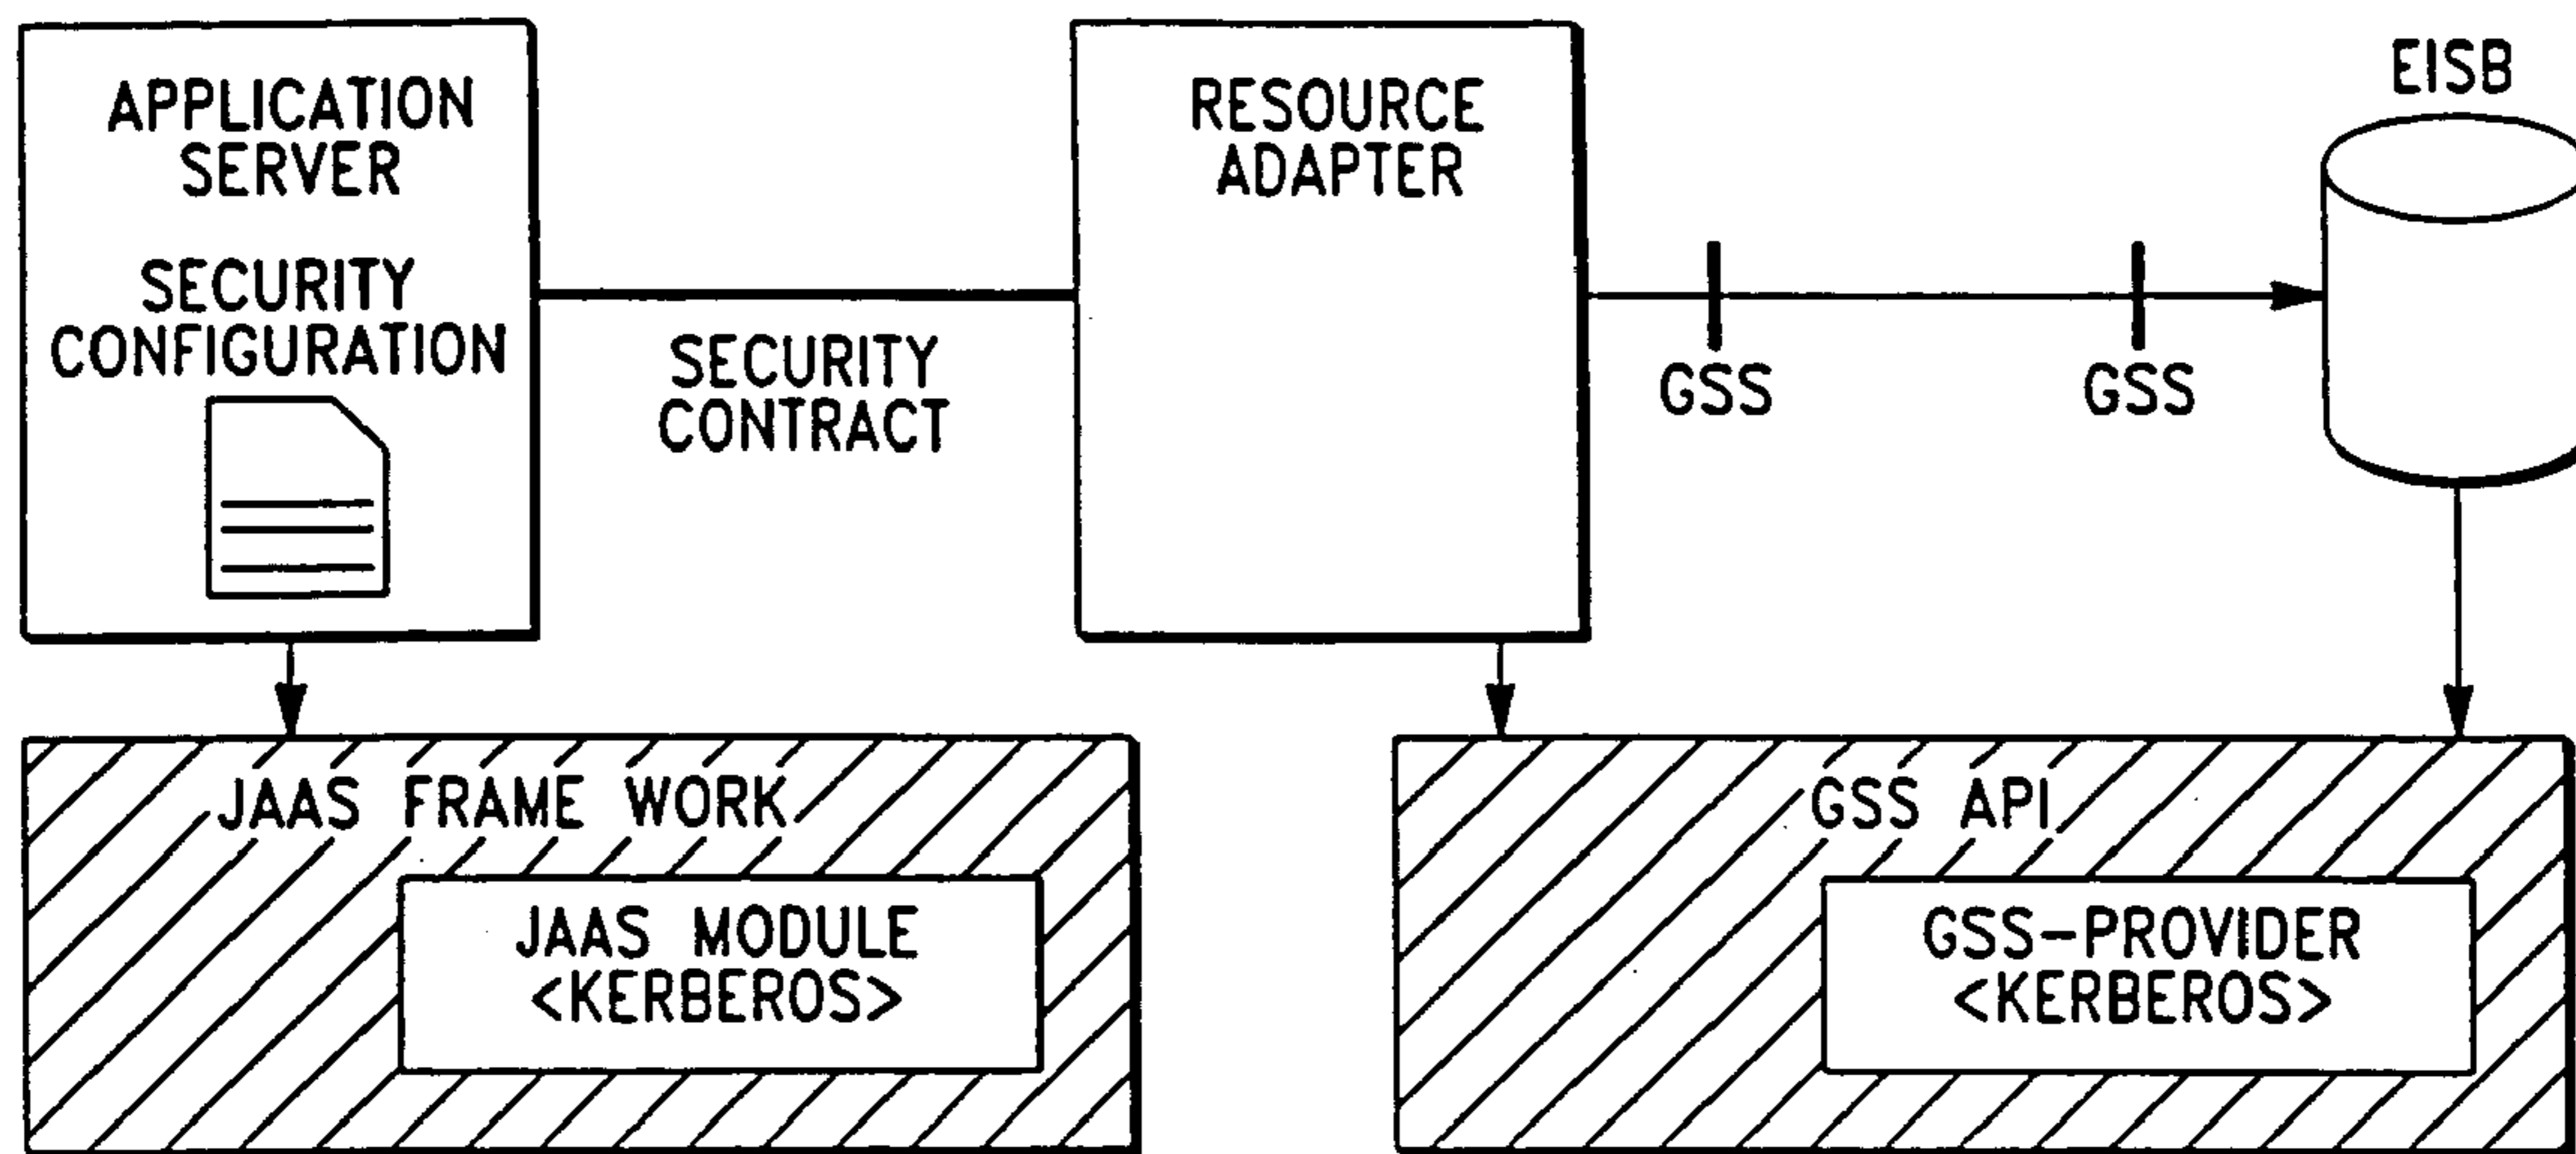 APPLICATION
SERVER
SECURITY
CONFIGURATION
SECURITY
CONTRACT
RESOURCE
ADAPTER
GSS
GSS
EISB
JAAS FRAME WORK
JAAS MODULE
<KERBEROS>
GSS API
GSS-PROVIDER
<KERBEROS>